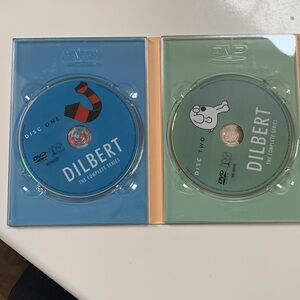 DISC ONE
DVD
DILBERT
THE COMPLETE SERIES
DISC TWO
DVD
DILBERT
THE COMPLETE SERIES